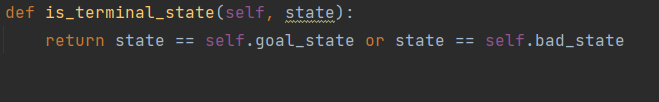 def is_terminal_state(self, state):
    return state == self.goal_state or state == self.bad_state